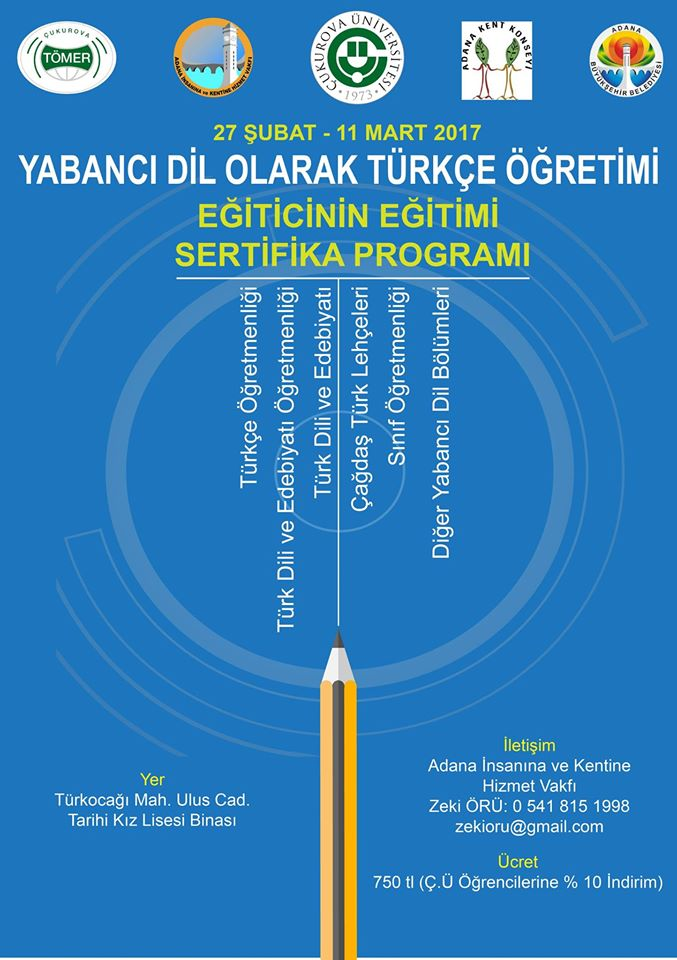 ÇUKUROVA
TÖMER
ADANA İNSANINA ve KENTİNE HİZMET VAKFI
ÇUKUROVA ÜNİVERSİTESİ
1973
ADANA KENT KONSEYİ
ADANA
BÜYÜKŞEHİR BELEDİYESİ
27 ŞUBAT - 11 MART 2017
YABANCI DİL OLARAK TÜRKÇE ÖĞRETİMİ
EĞİTİCİNİN EĞİTİMİ
SERTİFİKA PROGRAMI
Türkçe Öğretmenliği
Türk Dili ve Edebiyatı Öğretmenliği
Türk Dili ve Edebiyatı
Çağdaş Türk Lehçeleri
Sınıf Öğretmenliği
Diğer Yabancı Dil Bölümleri
Yer
Türkocağı Mah. Ulus Cad.
Tarihi Kız Lisesi Binası
İletişim
Adana İnsanına ve Kentine
Hizmet Vakfı
Zeki ÖRÜ: 0 541 815 1998
zekioru@gmail.com
Ücret
750 tl (Ç.Ü Öğrencilerine % 10 İndirim)